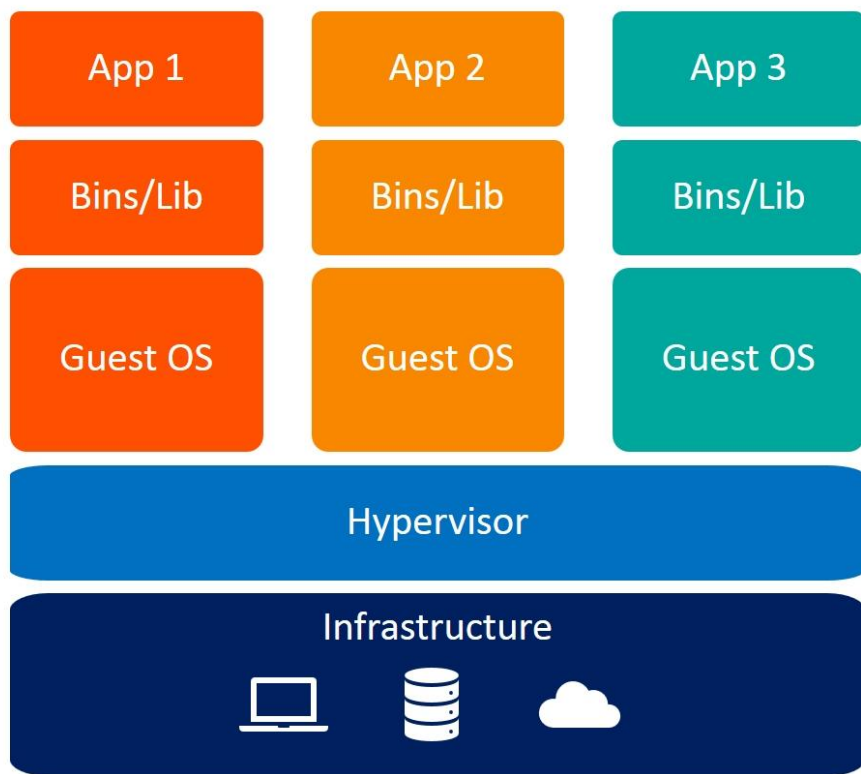 App 1
App 2
App 3
Bins/Lib
Bins/Lib
Bins/Lib
Guest OS
Guest OS
Guest OS
Hypervisor
Infrastructure